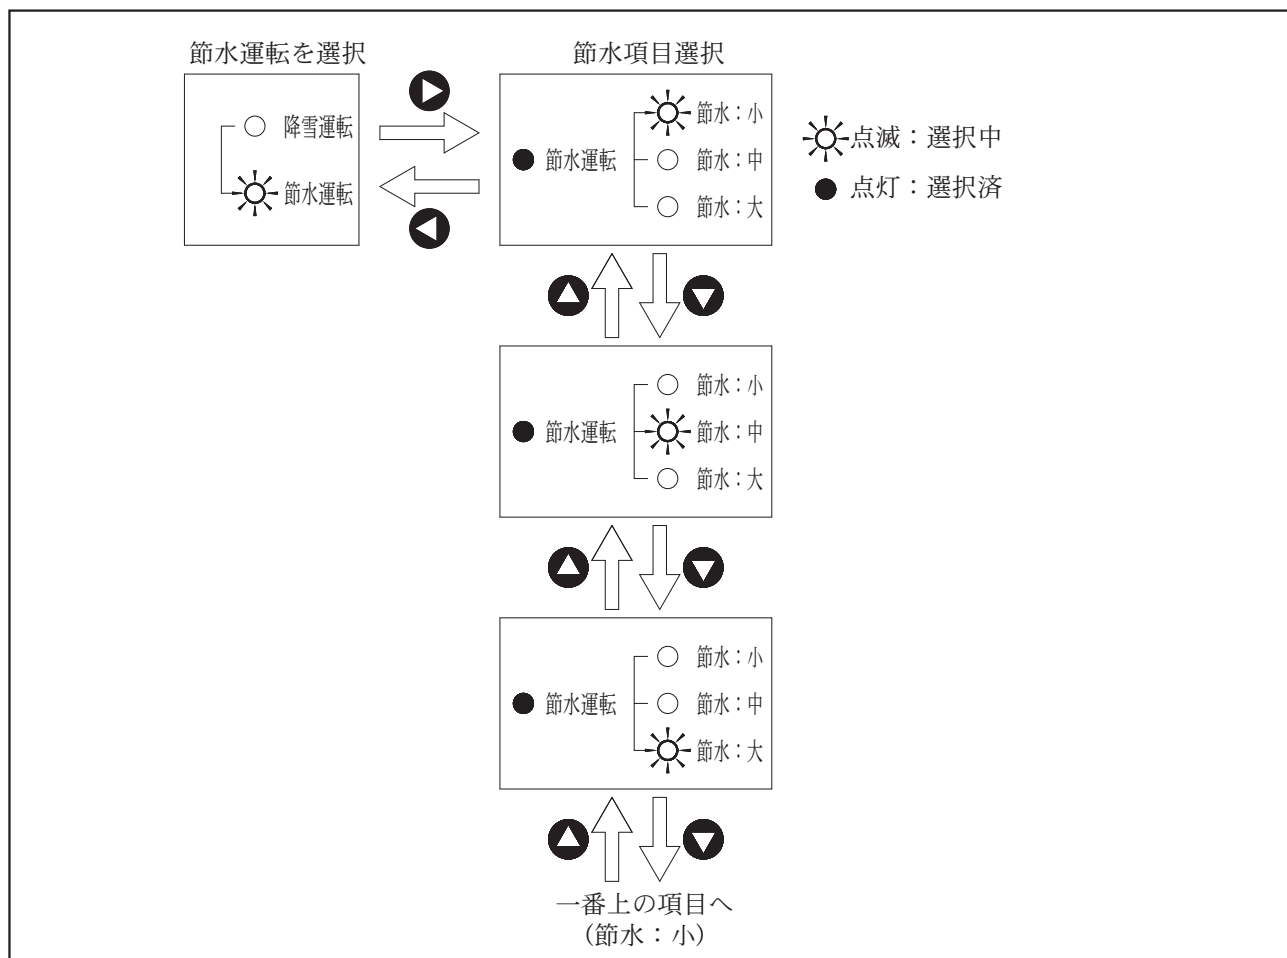 節水運転を選択
降雪運転
節水運転
節水項目選択
節水運転
節水：小
節水：中
節水：大
点滅：選択中
点灯：選択済
節水運転
節水：小
節水：中
節水：大
節水運転
節水：小
節水：中
節水：大
一番上の項目へ
（節水：小）